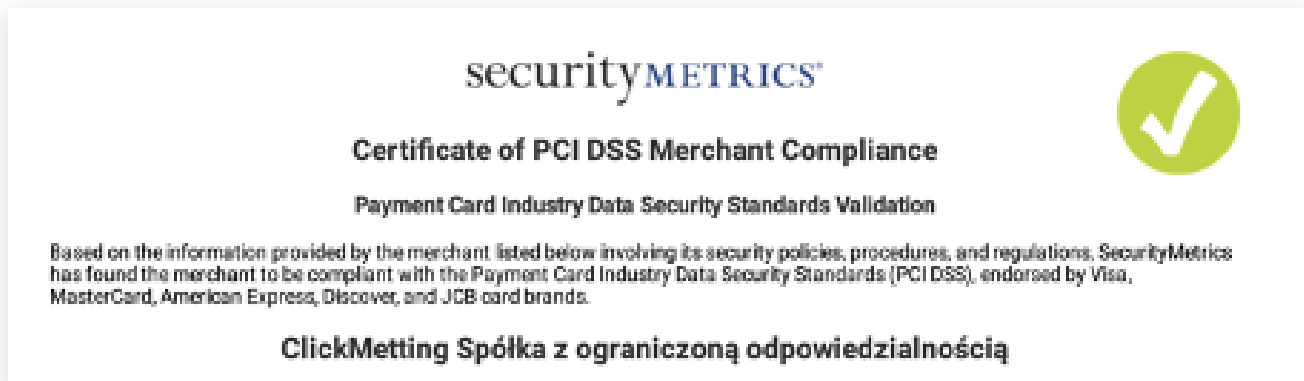 securityMETRICS®
Certificate of PCI DSS Merchant Compliance
Payment Card Industry Data Security Standards Validation
Based on the information provided by the merchant listed below involving its security policies, procedures, and regulations, SecurityMetrics
has found the merchant to be compliant with the Payment Card Industry Data Security Standards (PCI DSS), endorsed by Visa,
MasterCard, American Express, Discover, and JCB card brands.
ClickMetting Spółka z ograniczoną odpowiedzialnością